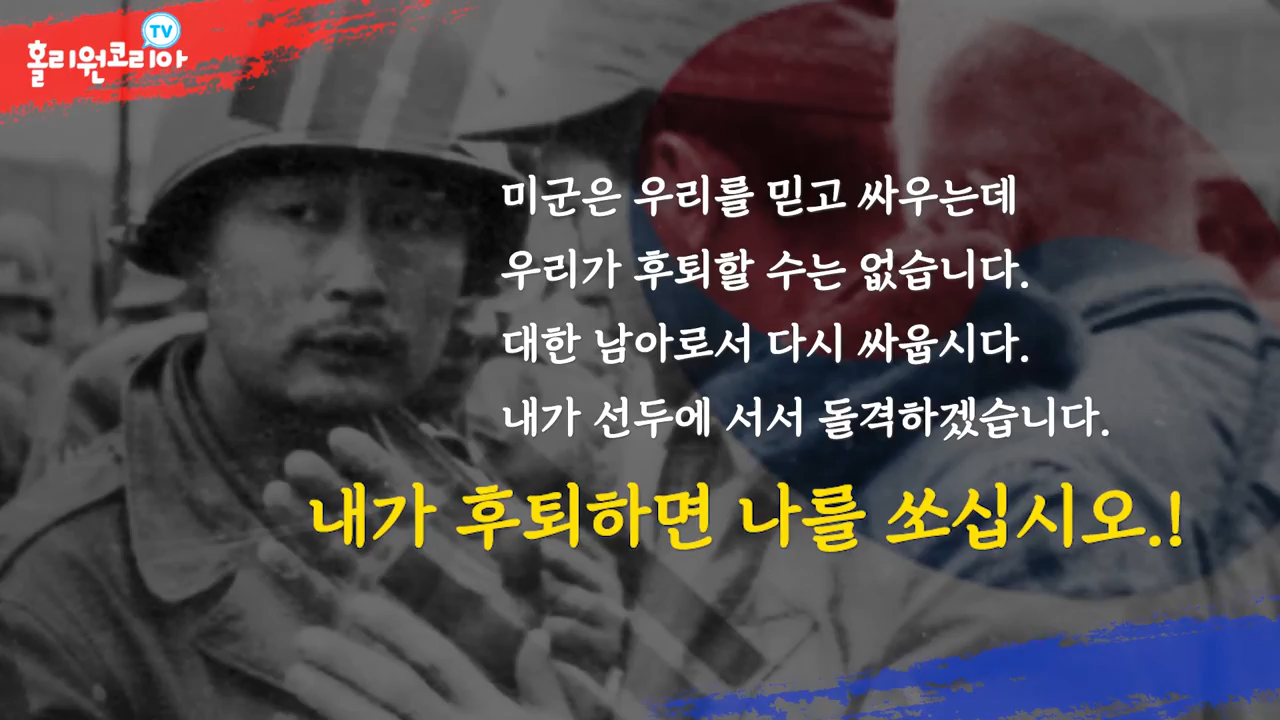 홀리원코리아 TV
미군은 우리를 믿고 싸우는데
우리가 후퇴할 수는 없습니다.
대한 남아로서 다시 싸웁시다.
내가 선두에 서서 돌격하겠습니다.
내가 후퇴하면 나를 쏘십시오.!